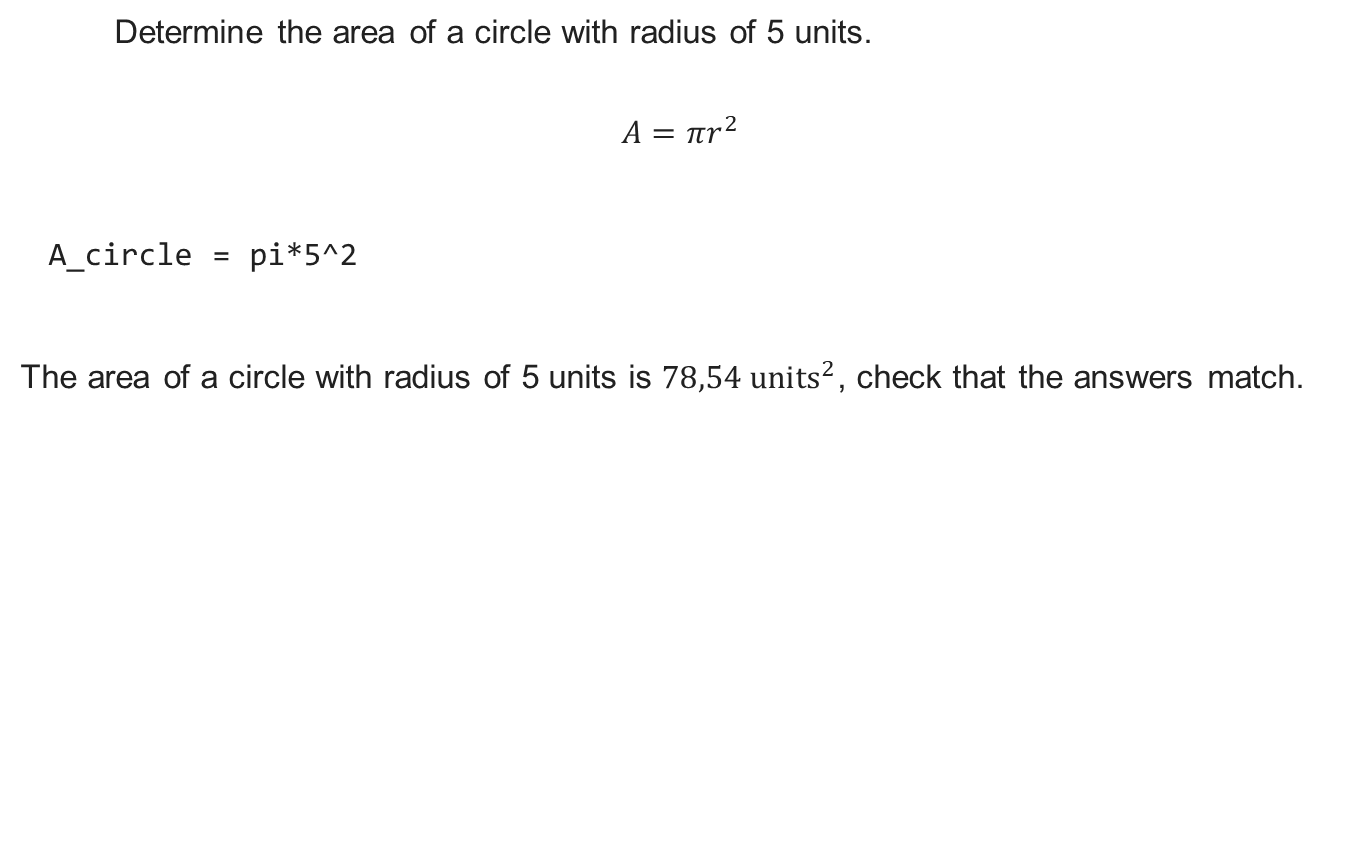 Determine the area of a circle with radius of 5 units.
A = πr²
A_circle = pi*5^2
The area of a circle with radius of 5 units is 78,54 units², check that the answers match.